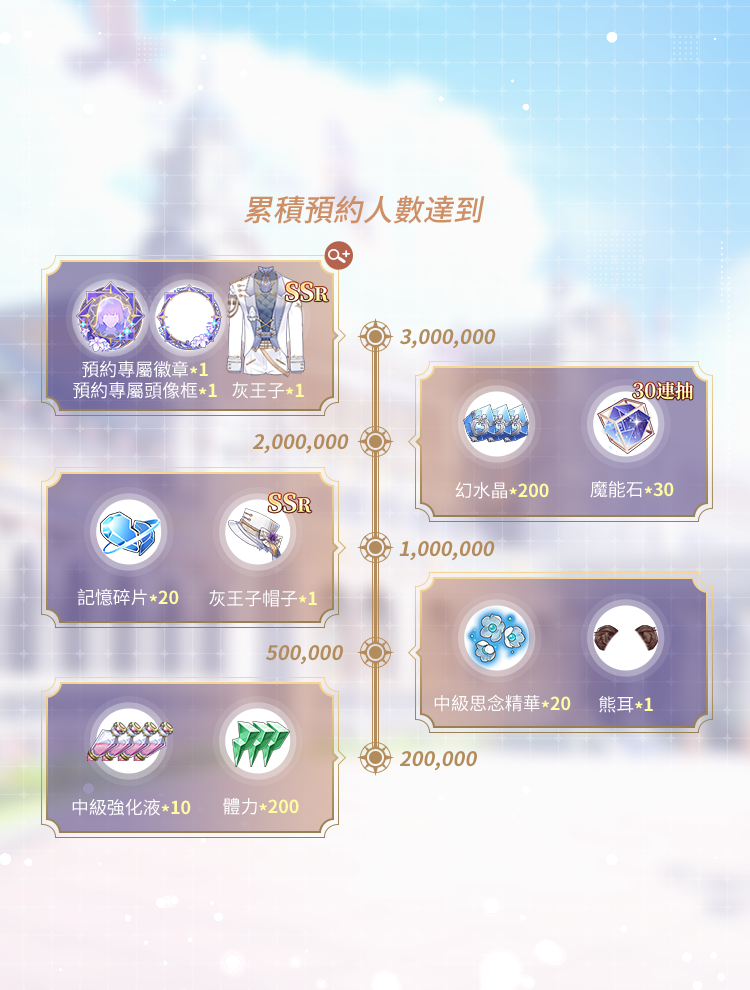 累積預約人數達到
SSR
預約專屬徽章★1
預約專屬頭像框★1 灰王子★1
3,000,000
30連抽
幻水晶★200 魔能石★30
2,000,000
SSR
記憶碎片★20 灰王子帽子★1
1,000,000
中級思念精華★20 熊耳★1
500,000
中級強化液★10 體力★200
200,000